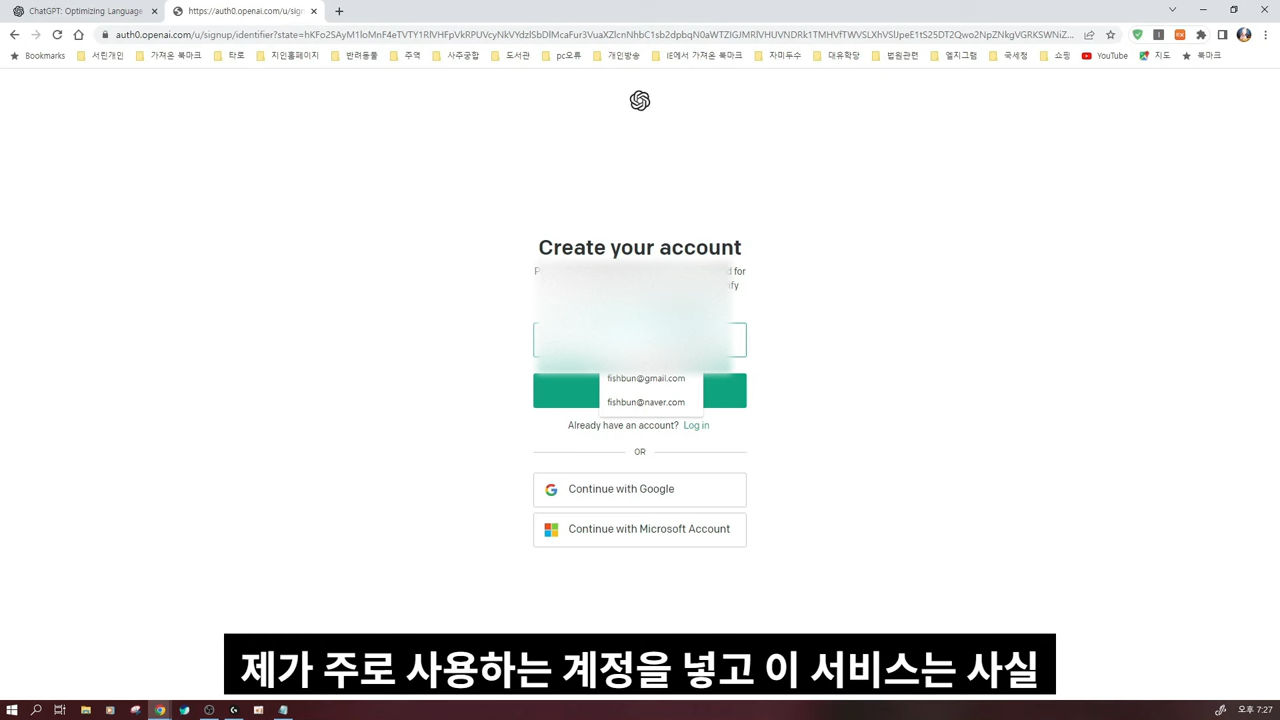 ChatGPT: Optimizing Language
https://auth0.openai.com/u/sign
Bookmarks 서린개인 가져온 북마크 타로 지인홈페이지 반려동물 주역 사주궁합 도서관 pc오류 개인방송 IE에서 가져온 북마크 자미두수 대유학당 법원관련 엘지그램 국세청 쇼핑 YouTube 지도 북마크
Create your account
for
ify
fishbun@gmail.com
fishbun@naver.com
Already have an account? Log in
OR
Continue with Google
Continue with Microsoft Account
제가 주로 사용하는 계정을 넣고 이 서비스는 사실
오후 7:27